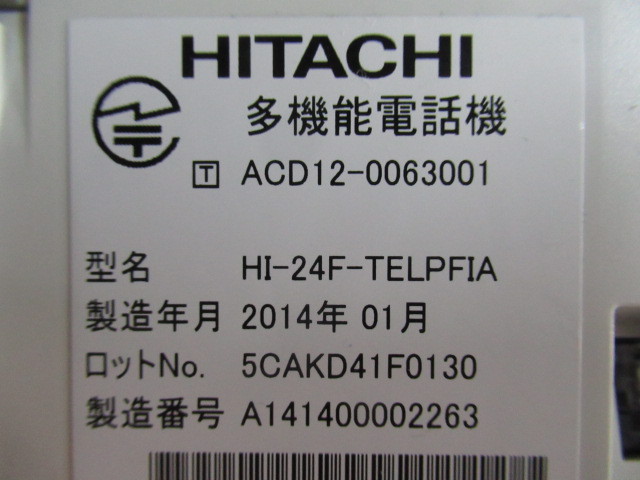 HITACHI
多機能電話機
T ACD12-0063001
型名 HI-24F-TELPFIA
製造年月 2014年 01月
ロットNo. 5CAKD41F0130
製造番号 A141400002263